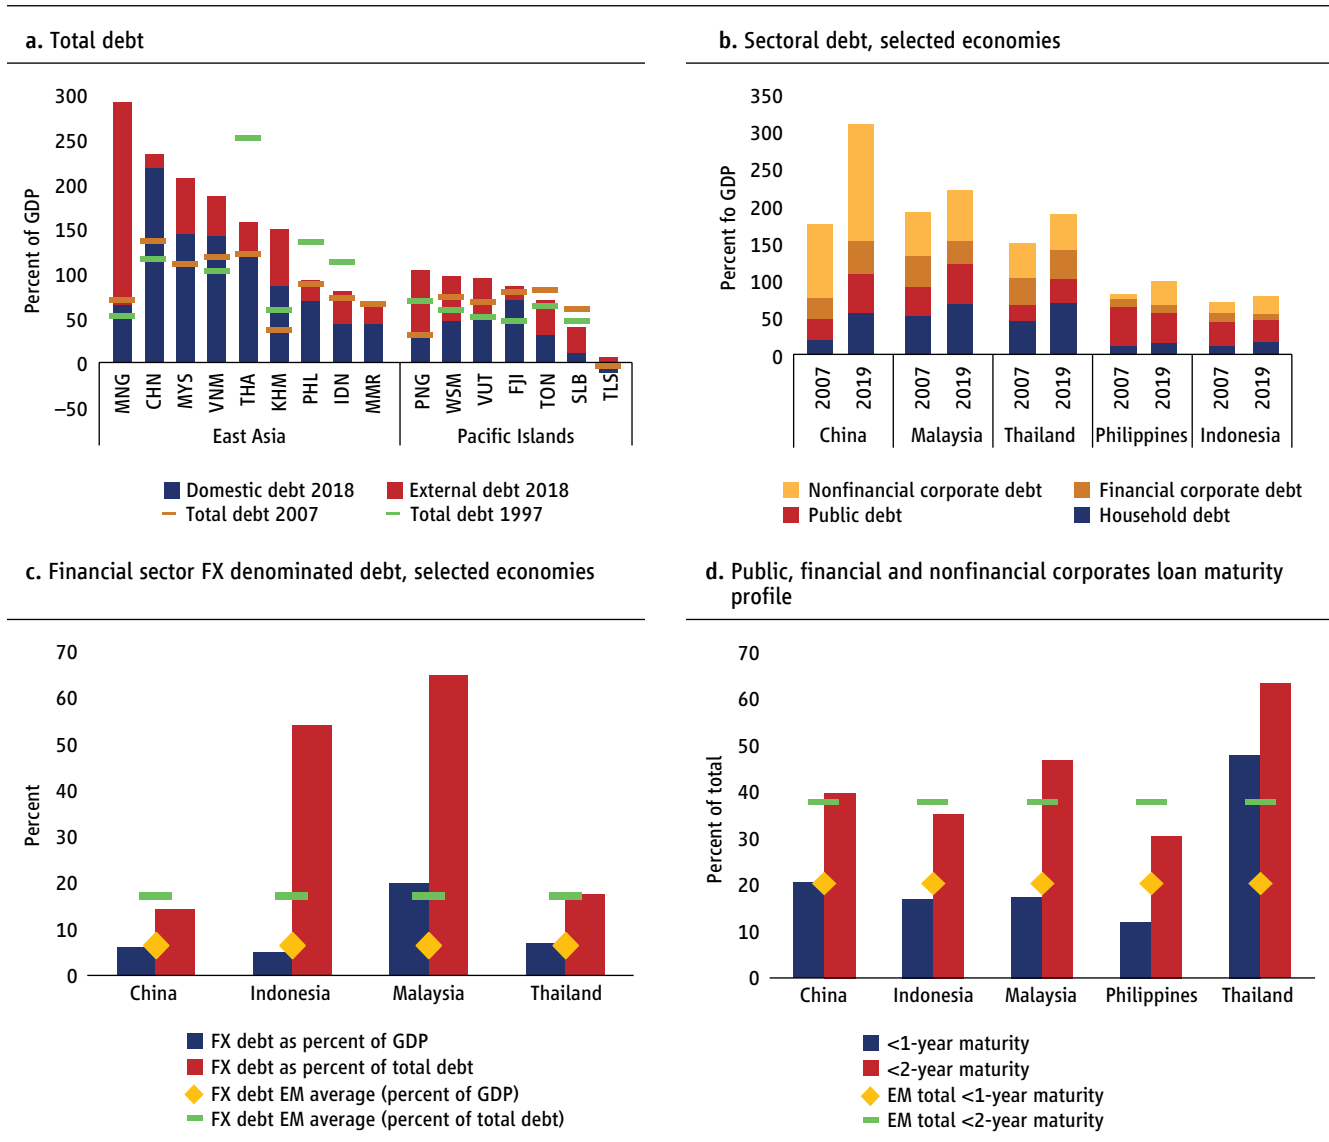 a. Total debt
Percent of GDP
300
250
200
150
100
50
0
–50
MNG
CHN
MYS
VNM
THA
KHM
PHL
IDN
MMR
PNG
WSM
VUT
FJI
TON
SLB
TLS
East Asia
Pacific Islands
Domestic debt 2018
External debt 2018
Total debt 2007
Total debt 1997
b. Sectoral debt, selected economies
Percent fo GDP
350
300
250
200
150
100
50
0
2007
2019
2007
2019
2007
2019
2007
2019
2007
2019
China
Malaysia
Thailand
Philippines
Indonesia
Nonfinancial corporate debt
Financial corporate debt
Public debt
Household debt
c. Financial sector FX denominated debt, selected economies
Percent
70
60
50
40
30
20
10
0
China
Indonesia
Malaysia
Thailand
FX debt as percent of GDP
FX debt as percent of total debt
FX debt EM average (percent of GDP)
FX debt EM average (percent of total debt)
d. Public, financial and nonfinancial corporates loan maturity
profile
Percent of total
70
60
50
40
30
20
10
0
China
Indonesia
Malaysia
Philippines
Thailand
<1-year maturity
<2-year maturity
EM total <1-year maturity
EM total <2-year maturity